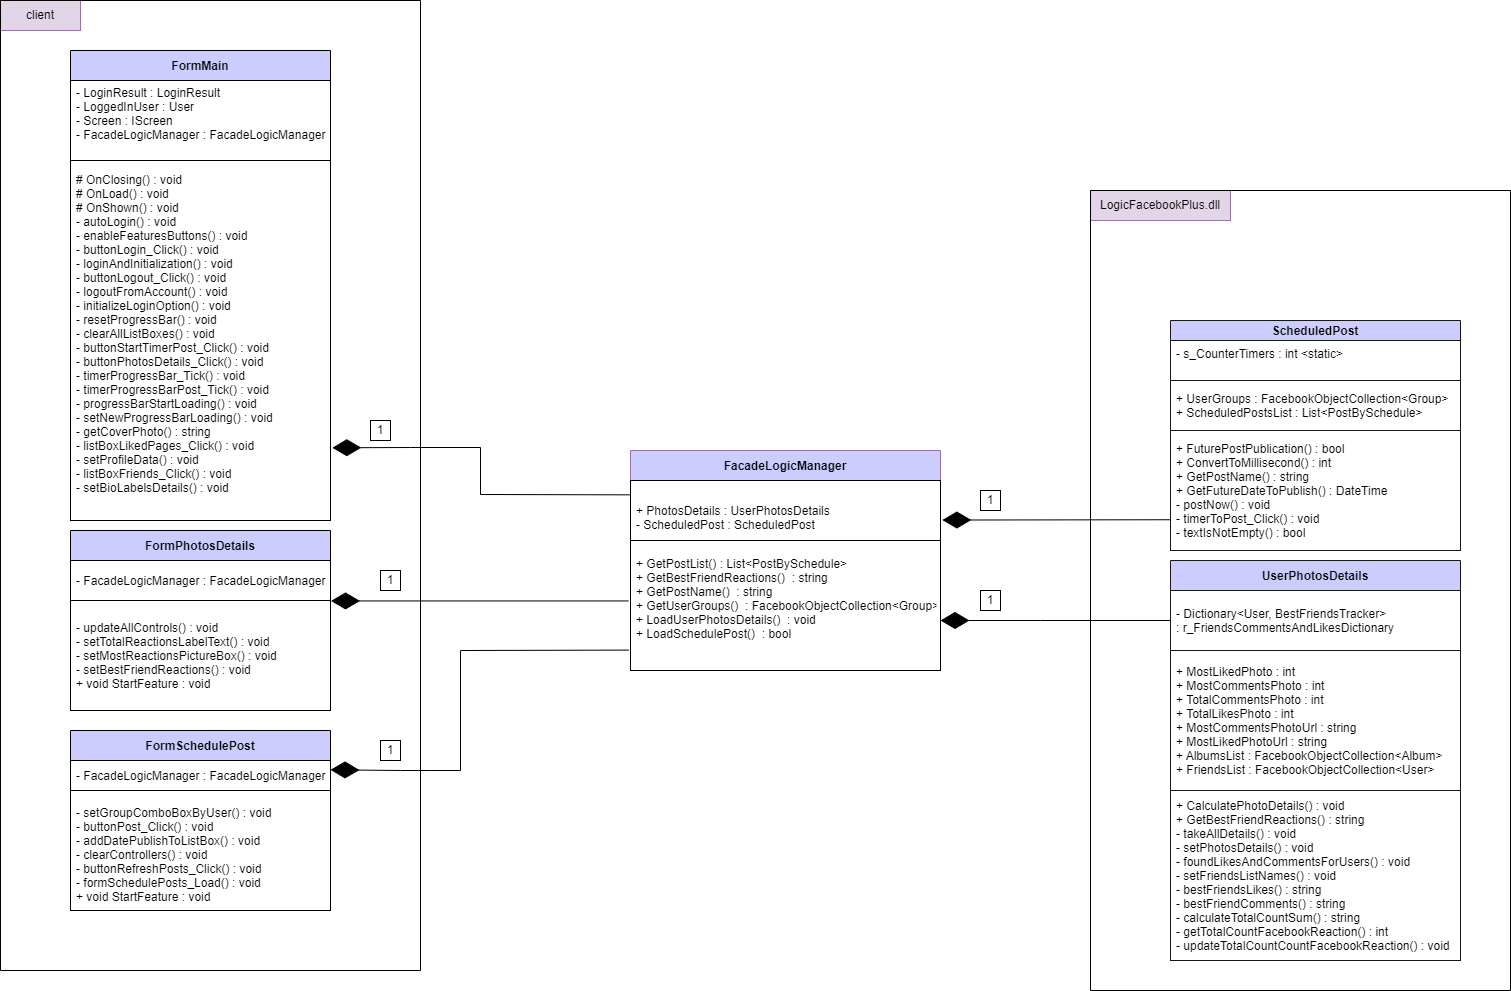 client
FormMain
- LoginResult : LoginResult
- LoggedInUser : User
- Screen : IScreen
- FacadeLogicManager : FacadeLogicManager
# OnClosing() : void
# OnLoad() : void
# OnShown() : void
- autoLogin() : void
- enableFeaturesButtons() : void
- buttonLogin_Click() : void
- loginAndInitialization() : void
- buttonLogout_Click() : void
- logoutFromAccount() : void
- initializeLoginOption() : void
- resetProgressBar() : void
- clearAllListBoxes() : void
- buttonStartTimerPost_Click() : void
- buttonPhotosDetails_Click() : void
- timerProgressBar_Tick() : void
- timerProgressBarPost_Tick() : void
- progressBarStartLoading() : void
- setNewProgressBarLoading() : void
- getCoverPhoto() : string
- listBoxLikedPages_Click() : void
- setProfileData() : void
- listBoxFriends_Click() : void
- setBioLabelsDetails() : void
1
FormPhotosDetails
- FacadeLogicManager : FacadeLogicManager
- updateAllControls() : void
- setTotalReactionsLabelText() : void
- setMostReactionsPictureBox() : void
- setBestFriendReactions() : void
+ void StartFeature : void
1
FormSchedulePost
- FacadeLogicManager : FacadeLogicManager
- setGroupComboBoxByUser() : void
- buttonPost_Click() : void
- addDatePublishToListBox() : void
- clearControllers() : void
- buttonRefreshPosts_Click() : void
- formSchedulePosts_Load() : void
+ void StartFeature : void
1
FacadeLogicManager
+ PhotosDetails : UserPhotosDetails
- ScheduledPost : ScheduledPost
+ GetPostList() : List<PostBySchedule>
+ GetBestFriendReactions() : string
+ GetPostName() : string
+ GetUserGroups() : FacebookObjectCollection<Group>
+ LoadUserPhotosDetails() : void
+ LoadSchedulePost() : bool
1
1
LogicFacebookPlus.dll
ScheduledPost
- s_CounterTimers : int <static>
+ UserGroups : FacebookObjectCollection<Group>
+ ScheduledPostsList : List<PostBySchedule>
+ FuturePostPublication() : bool
+ ConvertToMillisecond() : int
+ GetPostName() : string
+ GetFutureDateToPublish() : DateTime
- postNow() : void
- timerToPost_Click() : void
- textIsNotEmpty() : bool
UserPhotosDetails
- Dictionary<User, BestFriendsTracker>
: r_FriendsCommentsAndLikesDictionary
+ MostLikedPhoto : int
+ MostCommentsPhoto : int
+ TotalCommentsPhoto : int
+ TotalLikesPhoto : int
+ MostCommentsPhotoUrl : string
+ MostLikedPhotoUrl : string
+ AlbumsList : FacebookObjectCollection<Album>
+ FriendsList : FacebookObjectCollection<User>
+ CalculatePhotoDetails() : void
+ GetBestFriendReactions() : string
- takeAllDetails() : void
- setPhotosDetails() : void
- foundLikesAndCommentsForUsers() : void
- setFriendsListNames() : void
- bestFriendsLikes() : string
- bestFriendComments() : string
- calculateTotalCountSum() : string
- getTotalCountFacebookReaction() : int
- updateTotalCountCountFacebookReaction() : void